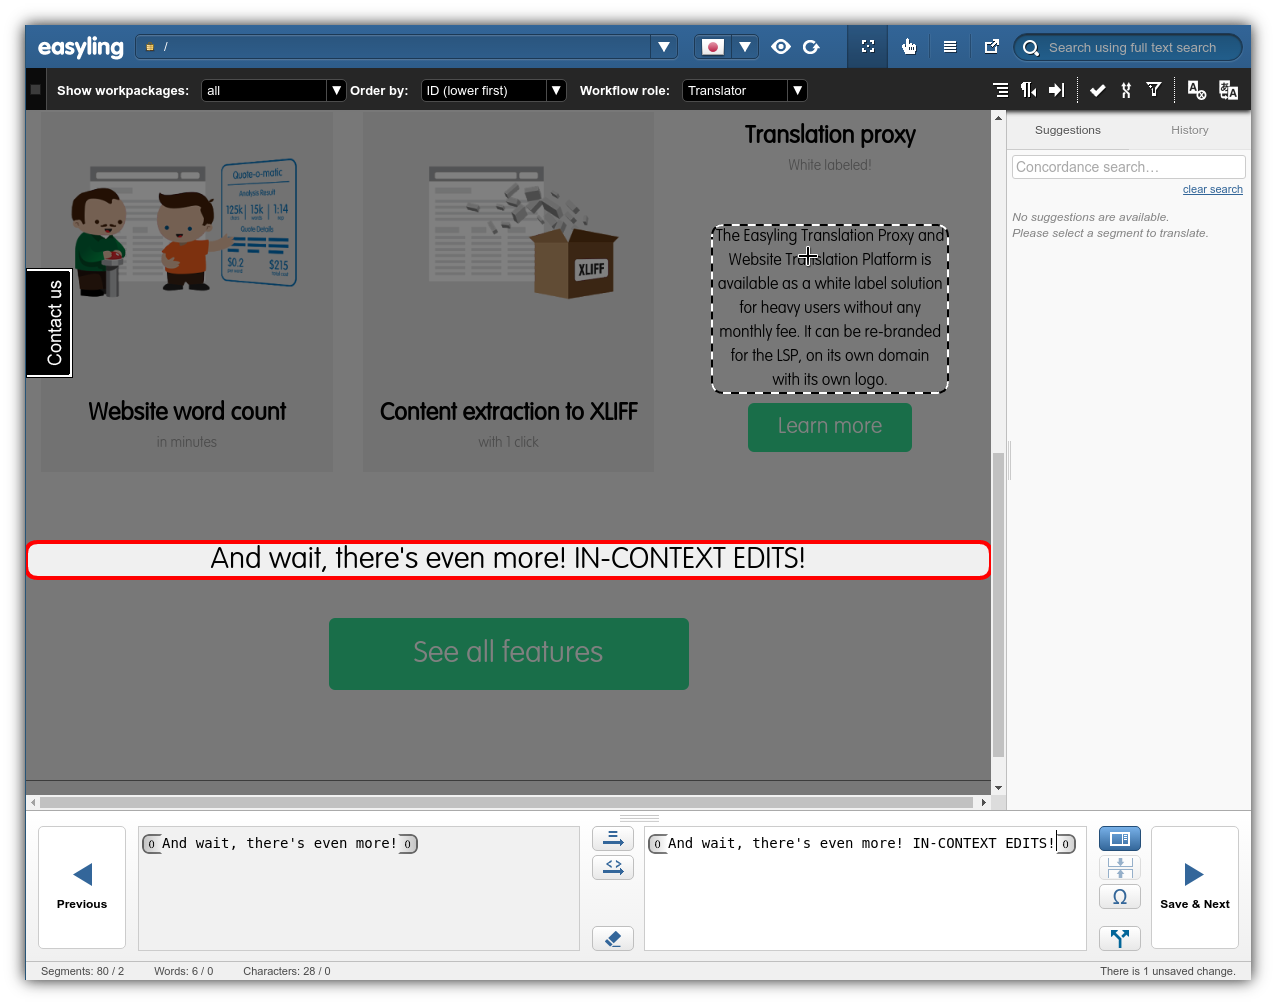 easyling
/
Search using full text search
Show workpackages:
all
Order by:
ID (lower first)
Workflow role:
Translator
Suggestions
History
Concordance search...
clear search
No suggestions are available.
Please select a segment to translate.
Contact us
Quote-o-matic
Analysis Result
125k
15k
1:14
Quote Details
$0.2
$215
Website word count
in minutes
XLIFF
Content extraction to XLIFF
with 1 click
Translation proxy
White labeled!
The Easyling Translation Proxy and
Website Translation Platform is
available as a white label solution
for heavy users without any
monthly fee. It can be re-branded
for the LSP, on its own domain
with its own logo.
Learn more
And wait, there's even more! IN-CONTEXT EDITS!
See all features
Previous
0 And wait, there's even more! 0
0 And wait, there's even more! IN-CONTEXT EDITS! 0
Ω
Save & Next
Segments: 80 / 2
Words: 6 / 0
Characters: 28 / 0
There is 1 unsaved change.